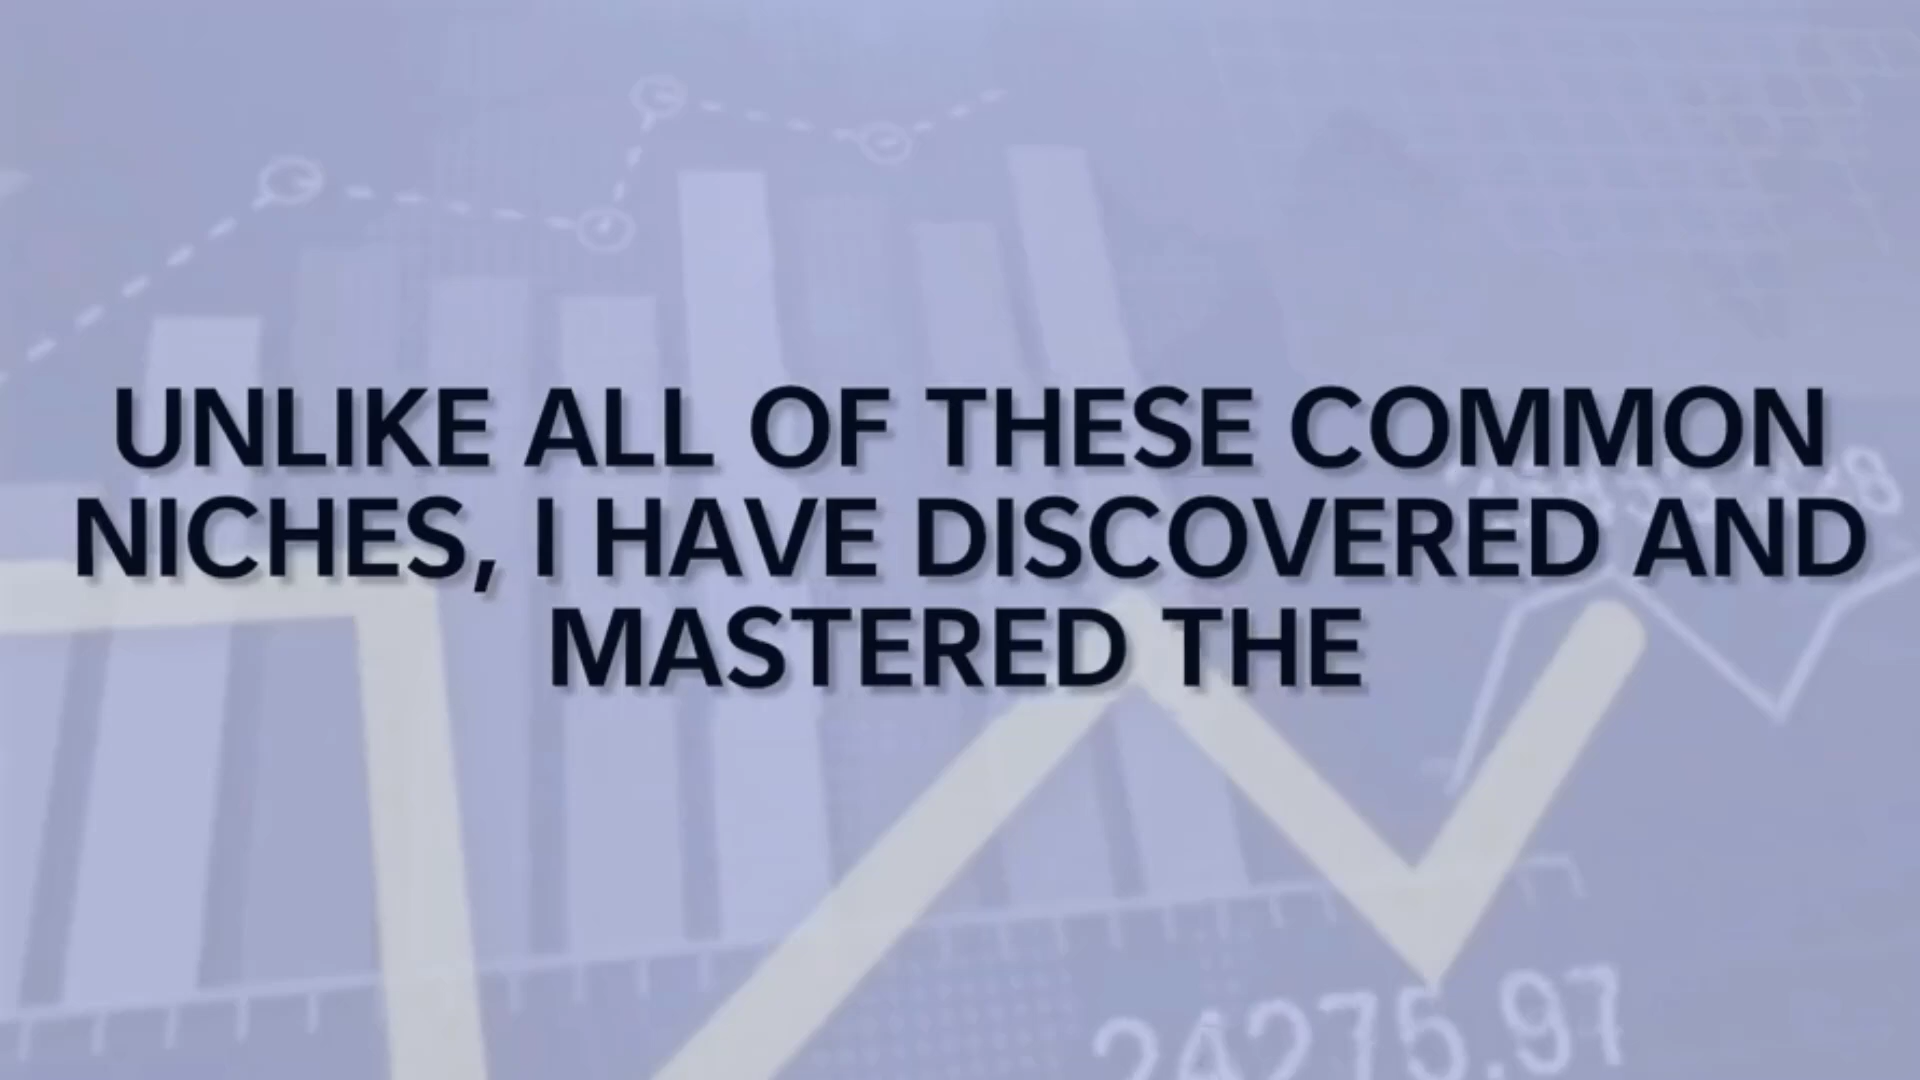 UNLIKE ALL OF THESE COMMON
NICHES, I HAVE DISCOVERED AND
MASTERED THE
24275.97